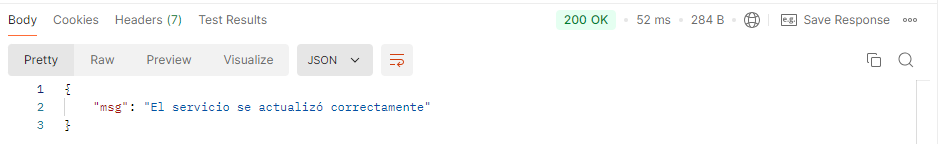 Body Cookies Headers (7) Test Results 200 OK • 52 ms • 284 B e.g. Save Response
Pretty Raw Preview Visualize JSON
1 {
2 "msg": "El servicio se actualizó correctamente"
3 }